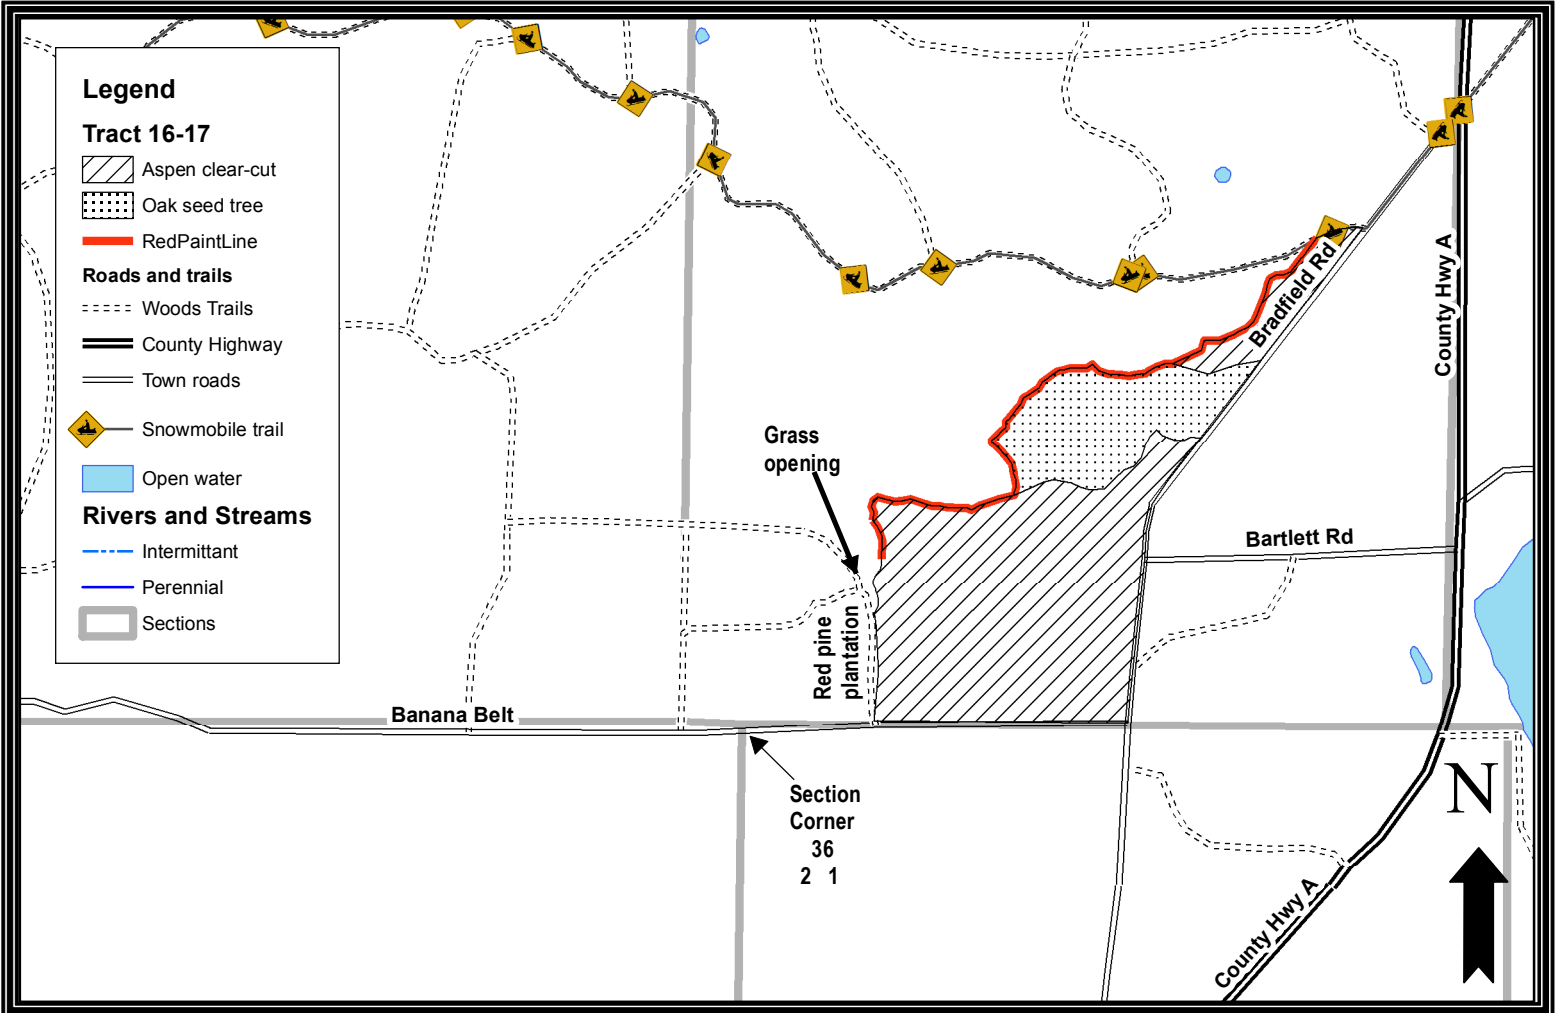 Legend
Tract 16-17
Aspen clear-cut
Oak seed tree
RedPaintLine
Roads and trails
Woods Trails
County Highway
Town roads
Snowmobile trail
Open water
Rivers and Streams
Intermittant
Perennial
Sections
Bradfield Rd
County Hwy A
Grass
opening
Bartlett Rd
Red pine
plantation
Banana Belt
Section
Corner
36
2 1
N
County Hwy A